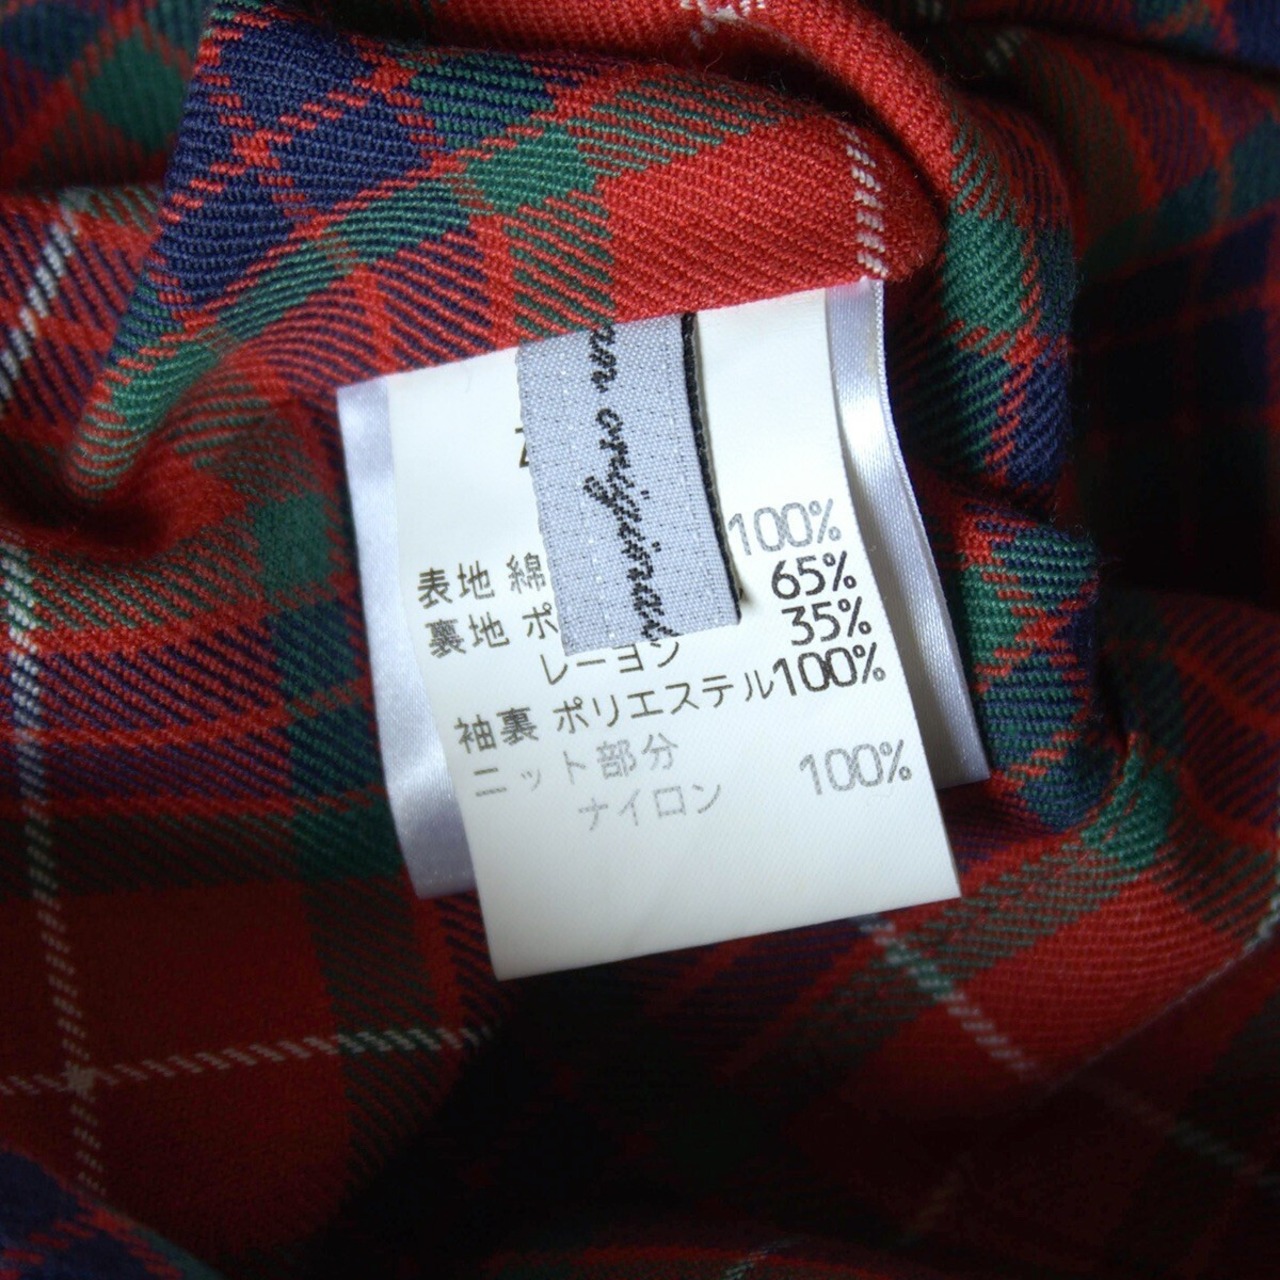 表地 綿 100%
裏地 ポ 65%
レーヨン 35%
袖裏 ポリエステル100%
ニット部分
ナイロン 100%
original